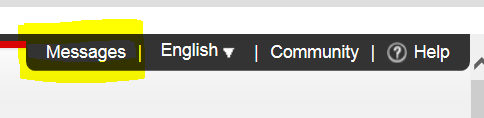 Messages | English ▼ | Community | ? Help